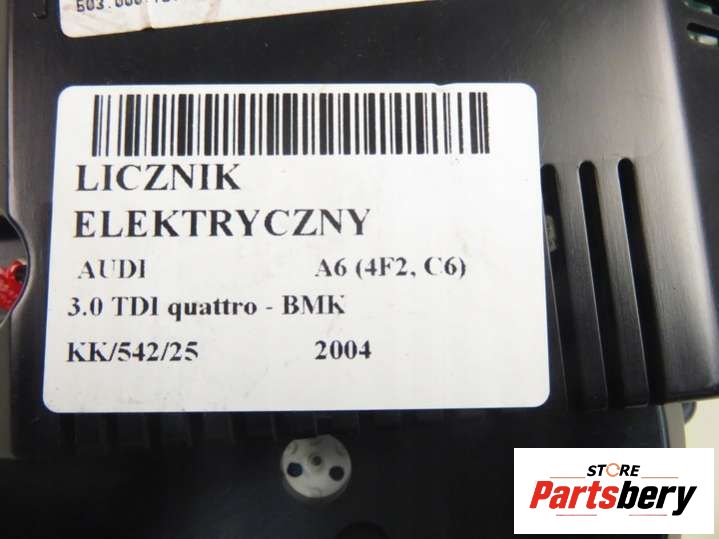 LICZNIK
ELEKTRYCZNY
AUDI A6 (4F2, C6)
3.0 TDI quattro - BMK
KK/542/25 2004
STORE
Partsbery